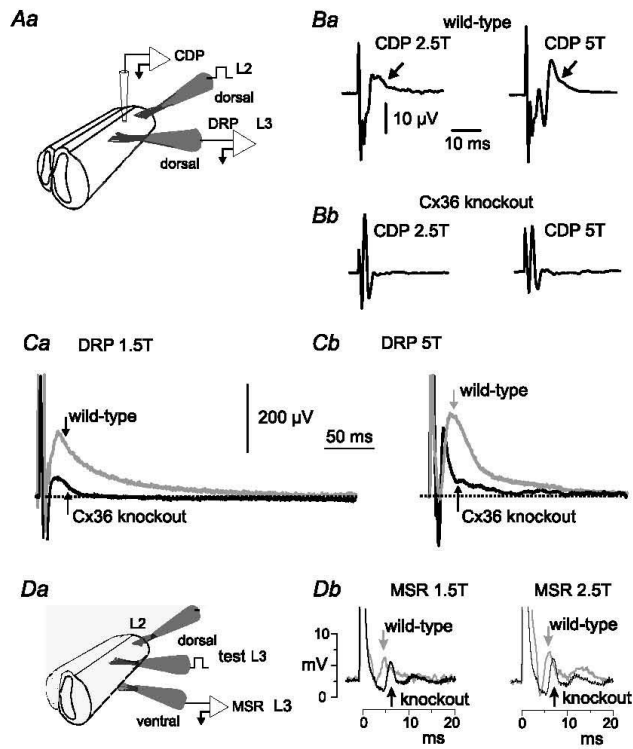 Aa
CDP
L2
dorsal
DRP L3
dorsal
Ba
wild-type
CDP 2.5T
CDP 5T
10 µV
10 ms
Bb
Cx36 knockout
CDP 2.5T
CDP 5T
Ca
DRP 1.5T
wild-type
Cx36 knockout
200 µV
50 ms
Cb
DRP 5T
wild-type
Cx36 knockout
Da
L2
dorsal
test L3
MSR L3
ventral
Db
MSR 1.5T
MSR 2.5T
wild-type
wild-type
10
mV
0
knockout
0 10 20
ms
0 10 20
ms